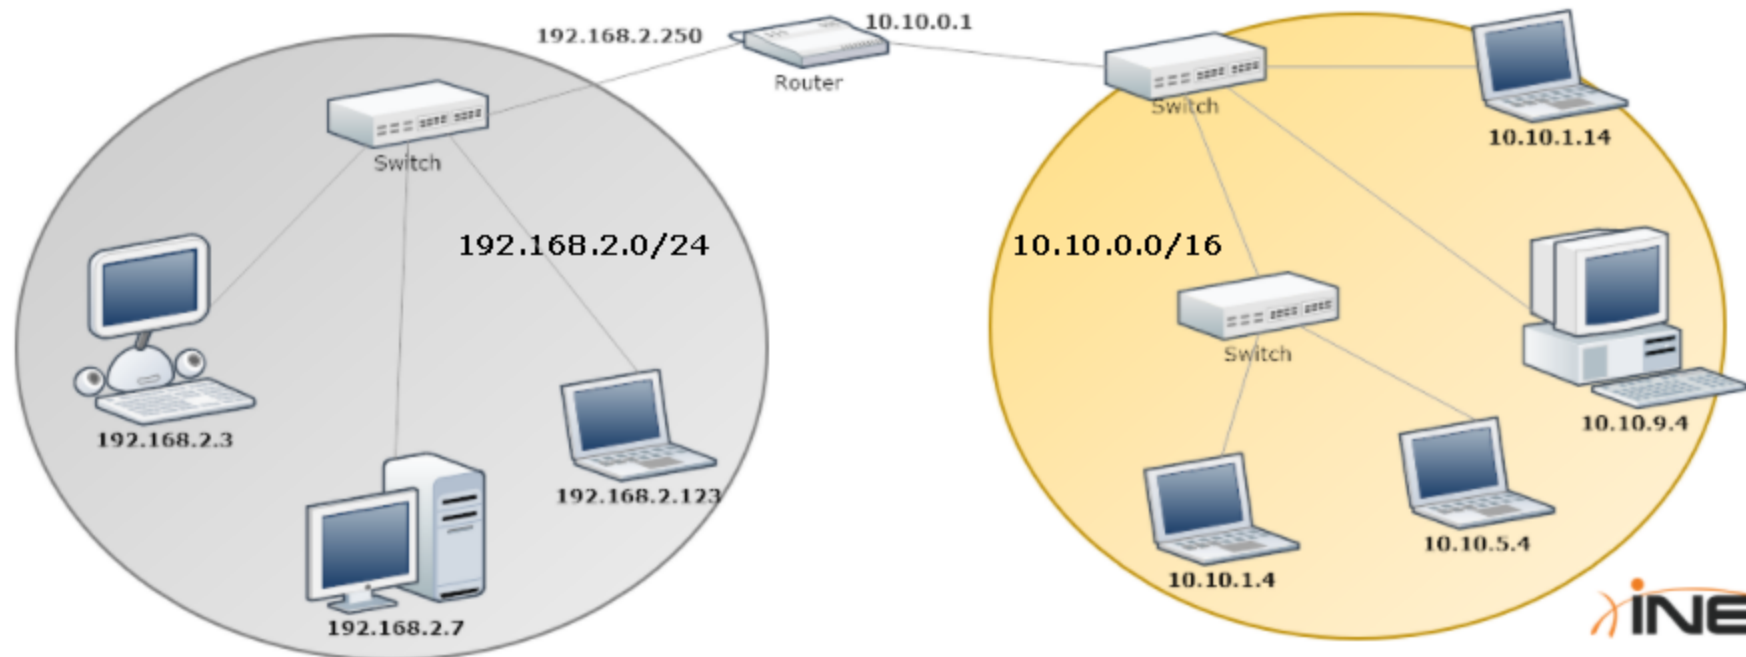 192.168.2.250
10.10.0.1
Router
Switch
Switch
10.10.1.14
192.168.2.0/24
10.10.0.0/16
Switch
192.168.2.3
192.168.2.123
192.168.2.7
10.10.9.4
10.10.5.4
10.10.1.4
iNE